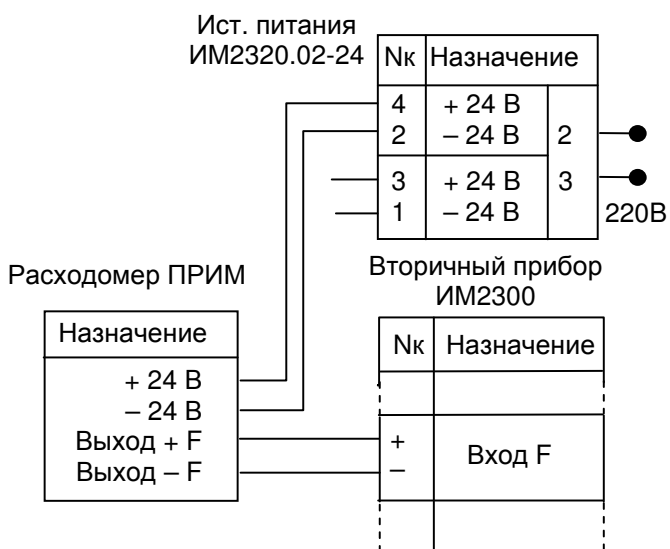 Ист. питания
ИМ2320.02-24
Nк Назначение
4 + 24 В
2 – 24 В 2
3 + 24 В 3
1 – 24 В
220В
Расходомер ПРИМ
Назначение
+ 24 В
– 24 В
Выход + F
Выход – F
Вторичный прибор
ИМ2300
Nк Назначение
+
–
Вход F